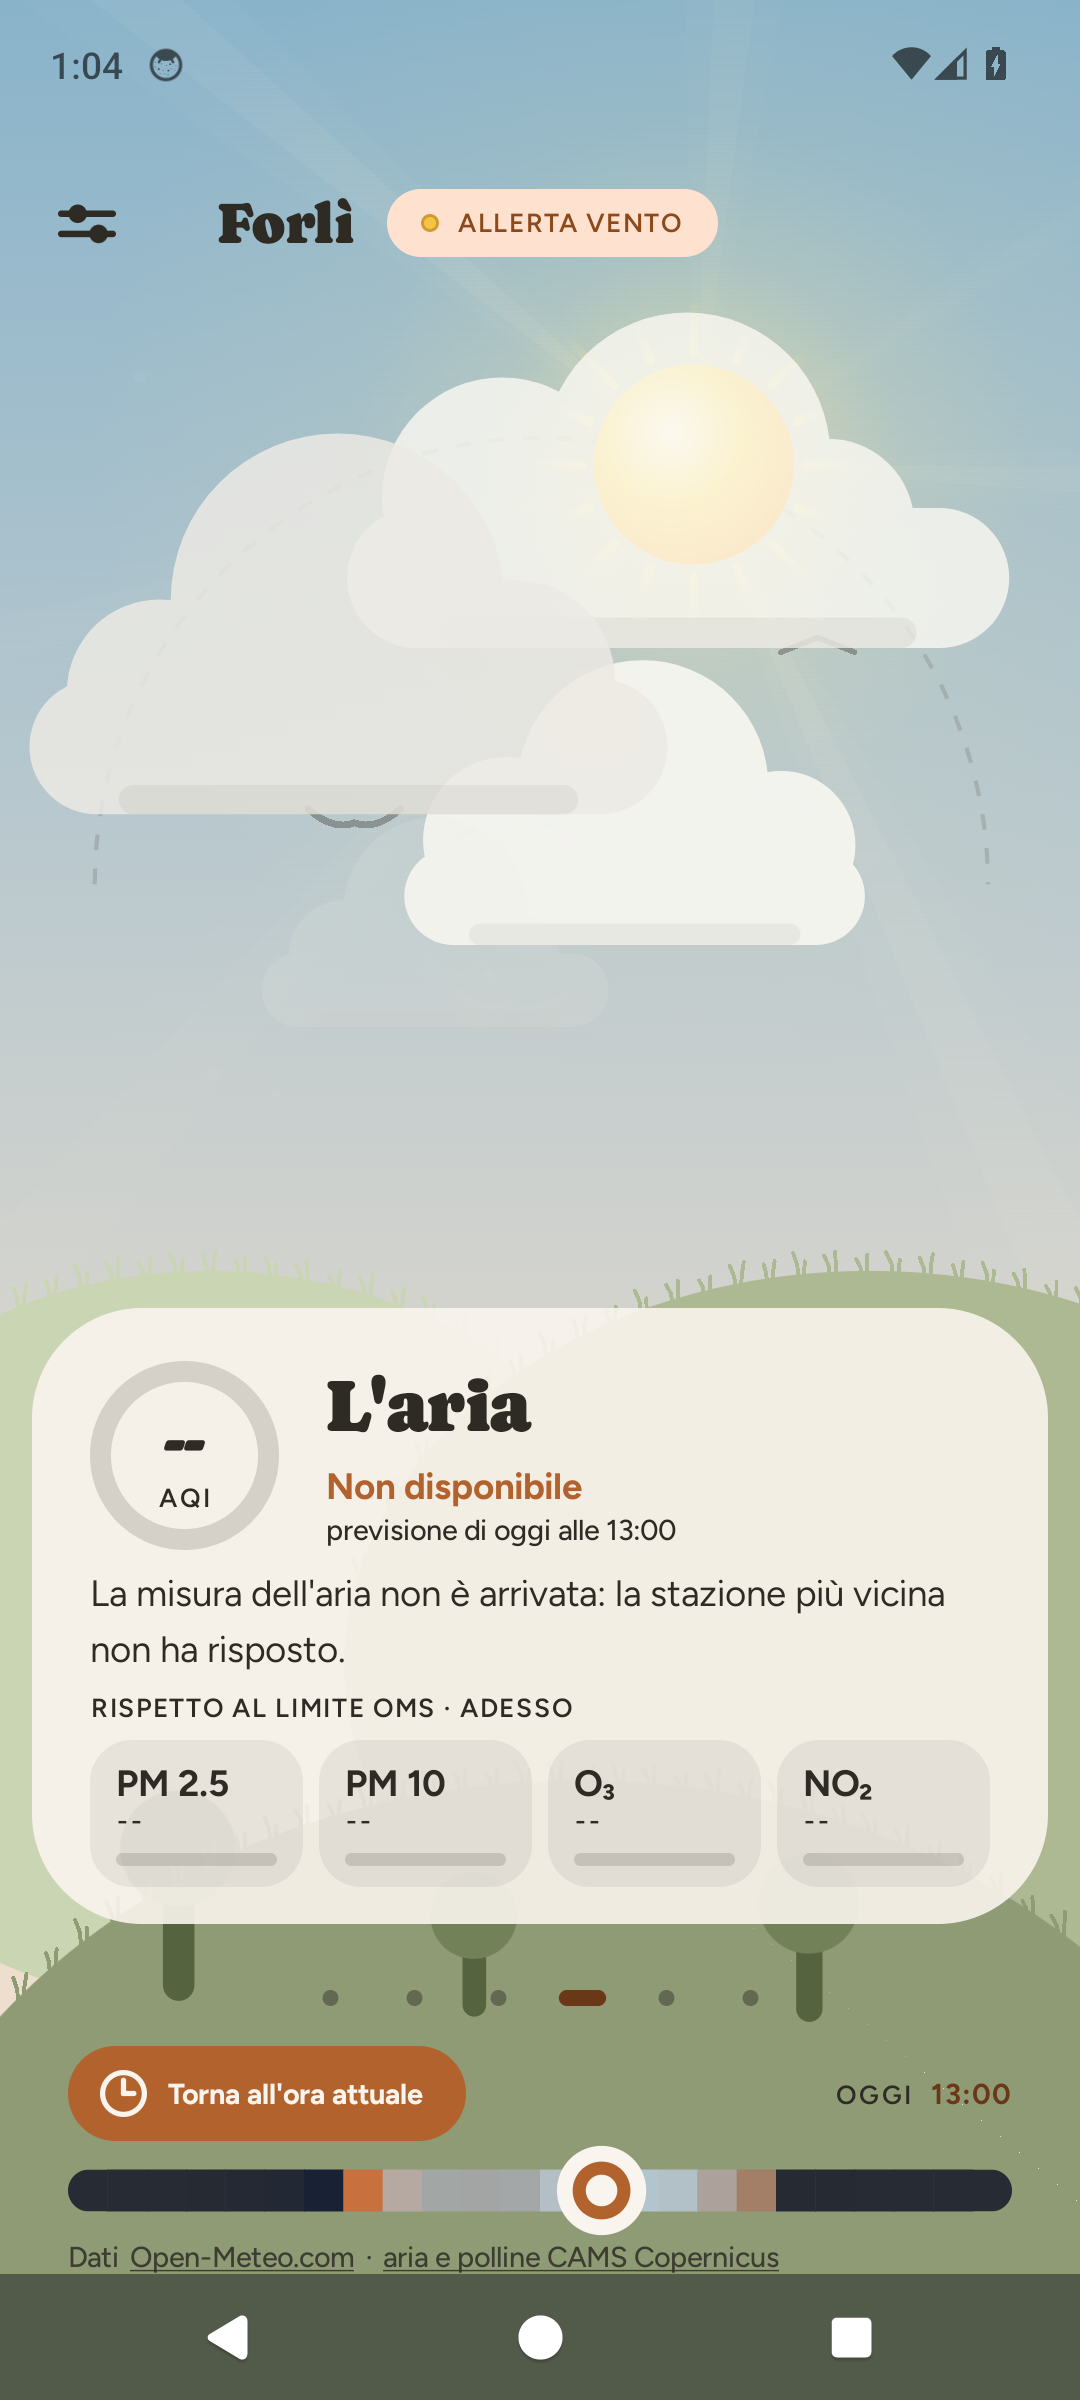 1:04
Forlì
ALLERTA VENTO
--
AQI
L'aria
Non disponibile
previsione di oggi alle 13:00
La misura dell'aria non è arrivata: la stazione più vicina
non ha risposto.
RISPETTO AL LIMITE OMS · ADESSO
PM 2.5
--
PM 10
--
O₃
--
NO₂
--
Torna all'ora attuale
OGGI 13:00
Dati Open-Meteo.com · aria e polline CAMS Copernicus